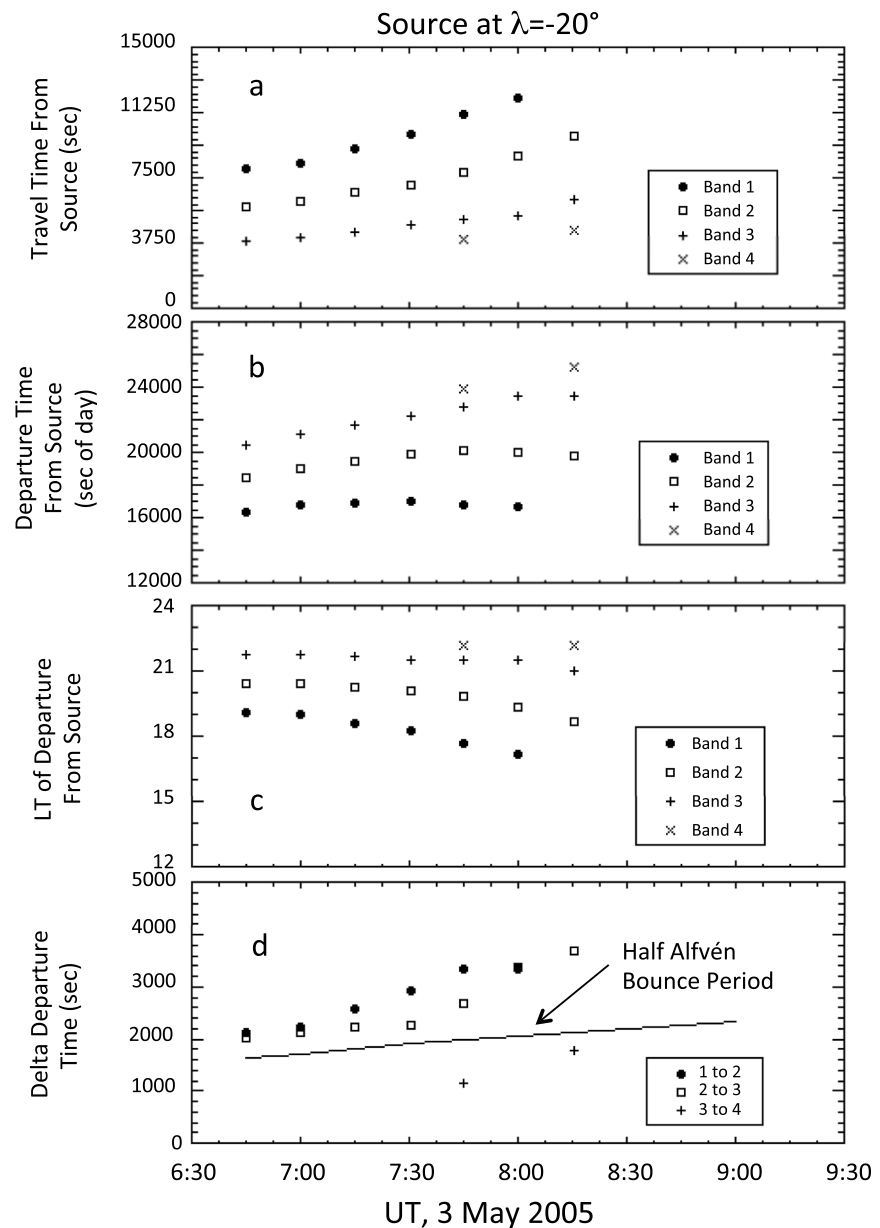 Source at λ=-20°
Travel Time From
Source (sec)
15000
11250
7500
3750
0
a
Band 1
Band 2
Band 3
Band 4
Departure Time
From Source
(sec of day)
28000
24000
20000
16000
12000
b
Band 1
Band 2
Band 3
Band 4
LT of Departure
From Source
24
21
18
15
12
c
Band 1
Band 2
Band 3
Band 4
Delta Departure
Time (sec)
5000
4000
3000
2000
1000
0
d
Half Alfvén
Bounce Period
1 to 2
2 to 3
3 to 4
6:30 7:00 7:30 8:00 8:30 9:00 9:30
UT, 3 May 2005